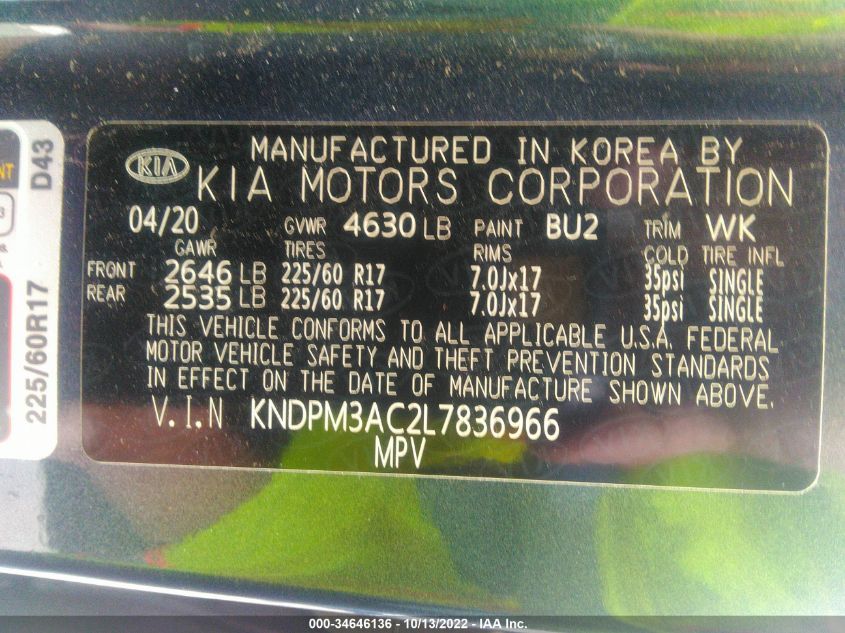 KIA
MANUFACTURED IN KOREA BY
KIA MOTORS CORPORATION
04/20 GVWR 4630 LB PAINT BU2 TRIM WK
GAWR TIRES RIMS COLD TIRE INFL
FRONT 2646 LB 225/60 R17 7.0Jx17 35psi SINGLE
REAR 2535 LB 225/60 R17 7.0Jx17 35psi SINGLE
THIS VEHICLE CONFORMS TO ALL APPLICABLE U.S.A. FEDERAL
MOTOR VEHICLE SAFETY AND THEFT PREVENTION STANDARDS
IN EFFECT ON THE DATE OF MANUFACTURE SHOWN ABOVE.
V.I.N KNDPM3AC2L7836966
MPV
D43
225/60R17
000-34646136 - 10/13/2022 - IAA Inc.